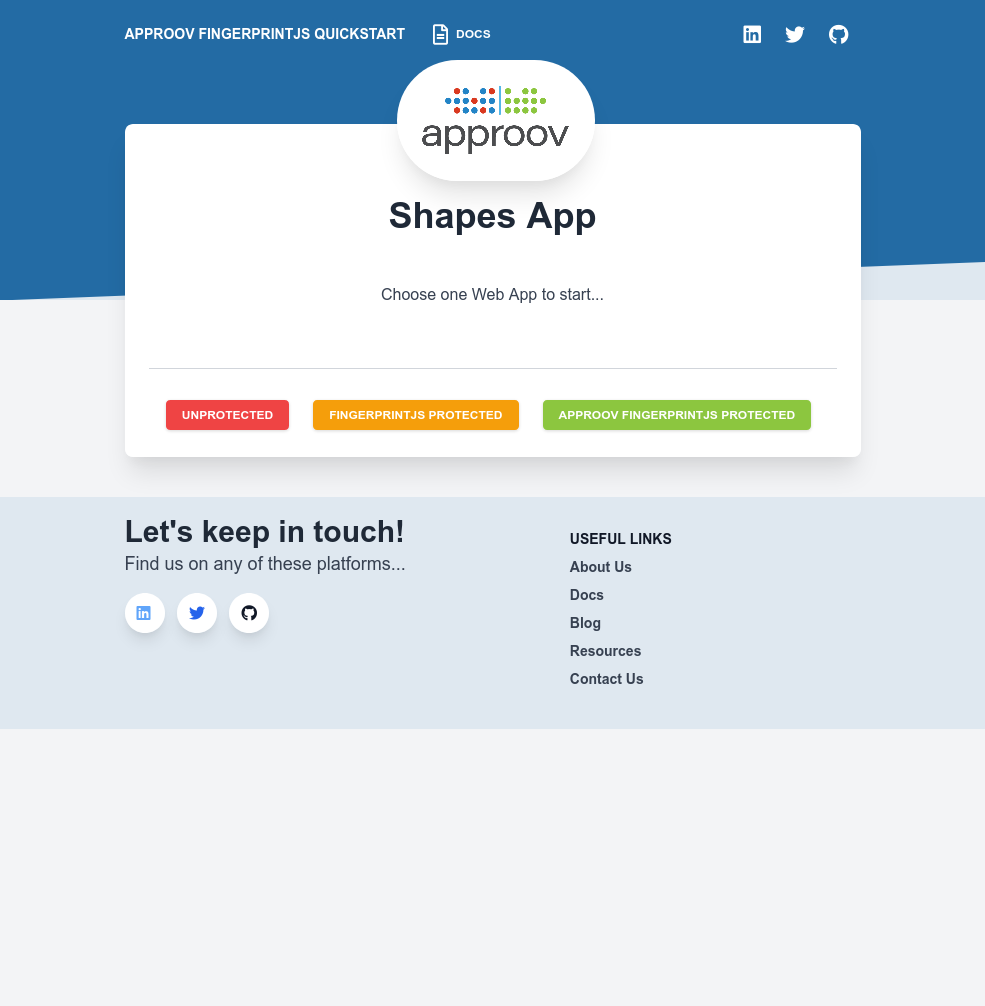 APPROOV FINGERPRINTJS QUICKSTART
DOCS
approov
Shapes App
Choose one Web App to start...
UNPROTECTED
FINGERPRINTJS PROTECTED
APPROOV FINGERPRINTJS PROTECTED
Let's keep in touch!
Find us on any of these platforms...
USEFUL LINKS
About Us
Docs
Blog
Resources
Contact Us